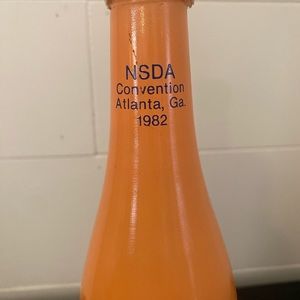 NSDA
Convention
Atlanta, Ga.
1982